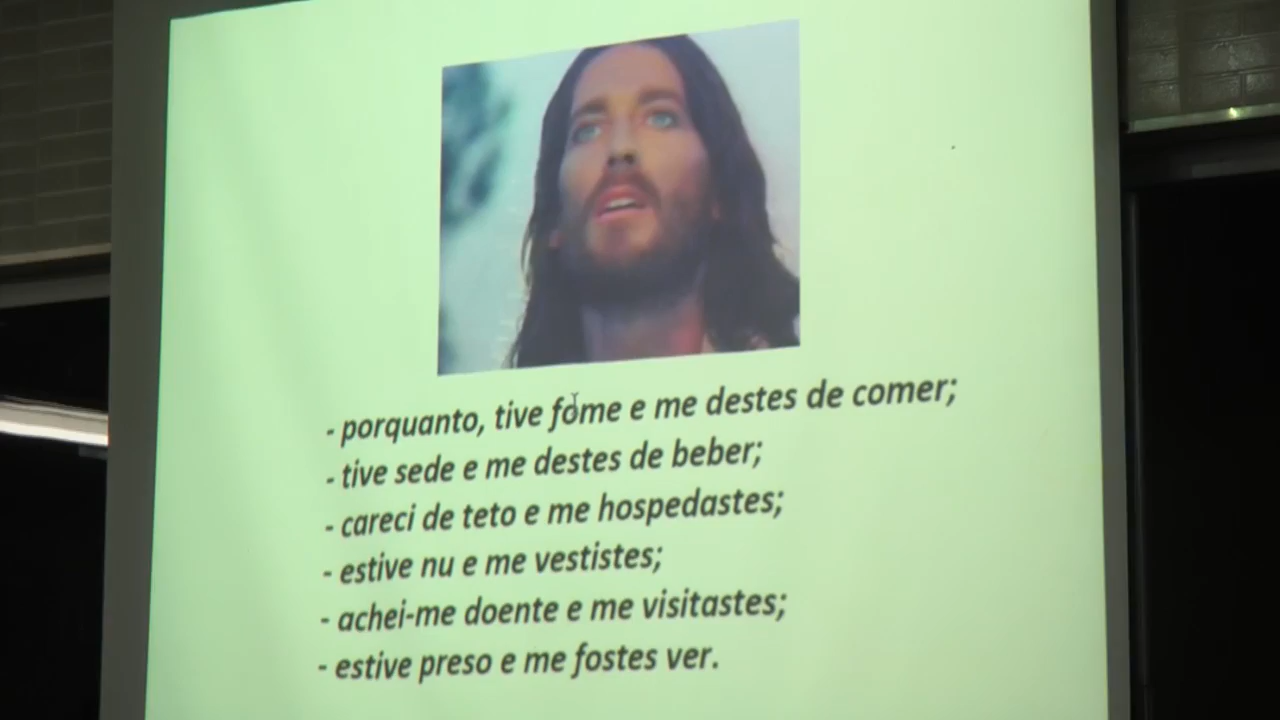 - porquanto, tive fome e me destes de comer;
- tive sede e me destes de beber;
- careci de teto e me hospedastes;
- estive nu e me vestistes;
- achei-me doente e me visitastes;
- estive preso e me fostes ver.